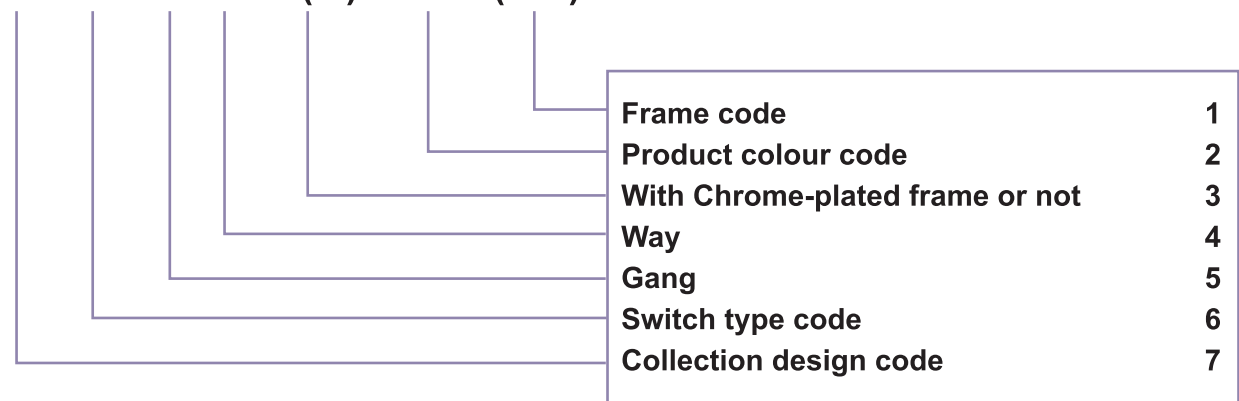 Frame code 1
Product colour code 2
With Chrome-plated frame or not 3
Way 4
Gang 5
Switch type code 6
Collection design code 7